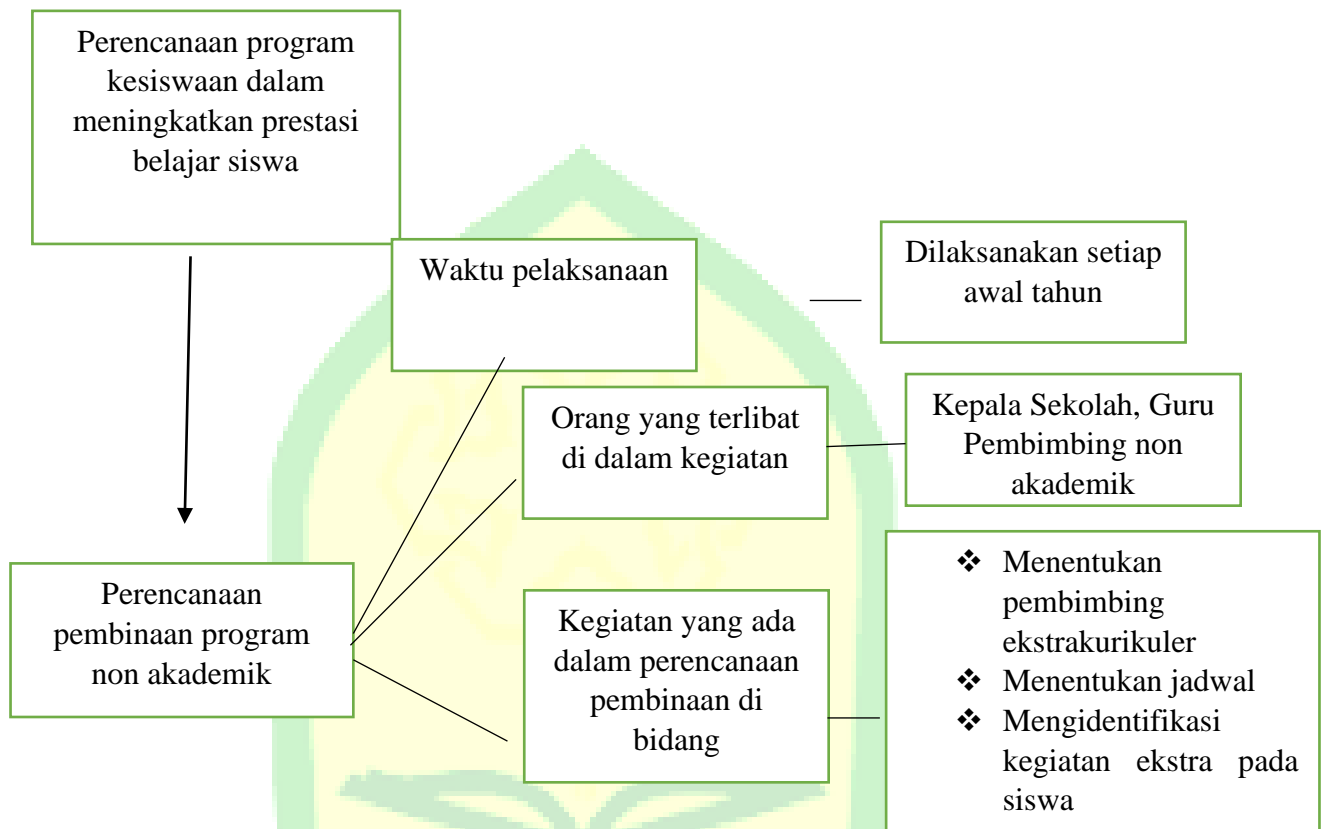 Perencanaan program
kesiswaan dalam
meningkatkan prestasi
belajar siswa
Waktu pelaksanaan
Dilaksanakan setiap
awal tahun
Orang yang terlibat
di dalam kegiatan
Kepala Sekolah, Guru
Pembimbing non
akademik
Perencanaan
pembinaan program
non akademik
Kegiatan yang ada
dalam perencanaan
pembinaan di
bidang
❖ Menentukan
pembimbing
ekstrakurikuler
❖ Menentukan jadwal
❖ Mengidentifikasi
kegiatan ekstra pada
siswa